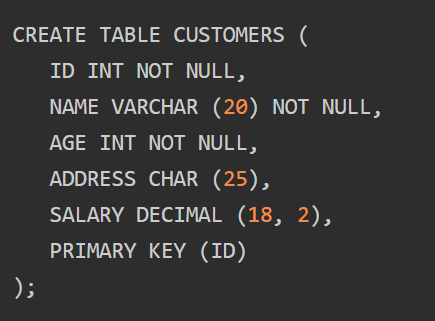 CREATE TABLE CUSTOMERS (
   ID INT NOT NULL,
   NAME VARCHAR (20) NOT NULL,
   AGE INT NOT NULL,
   ADDRESS CHAR (25),
   SALARY DECIMAL (18, 2),
   PRIMARY KEY (ID)
);